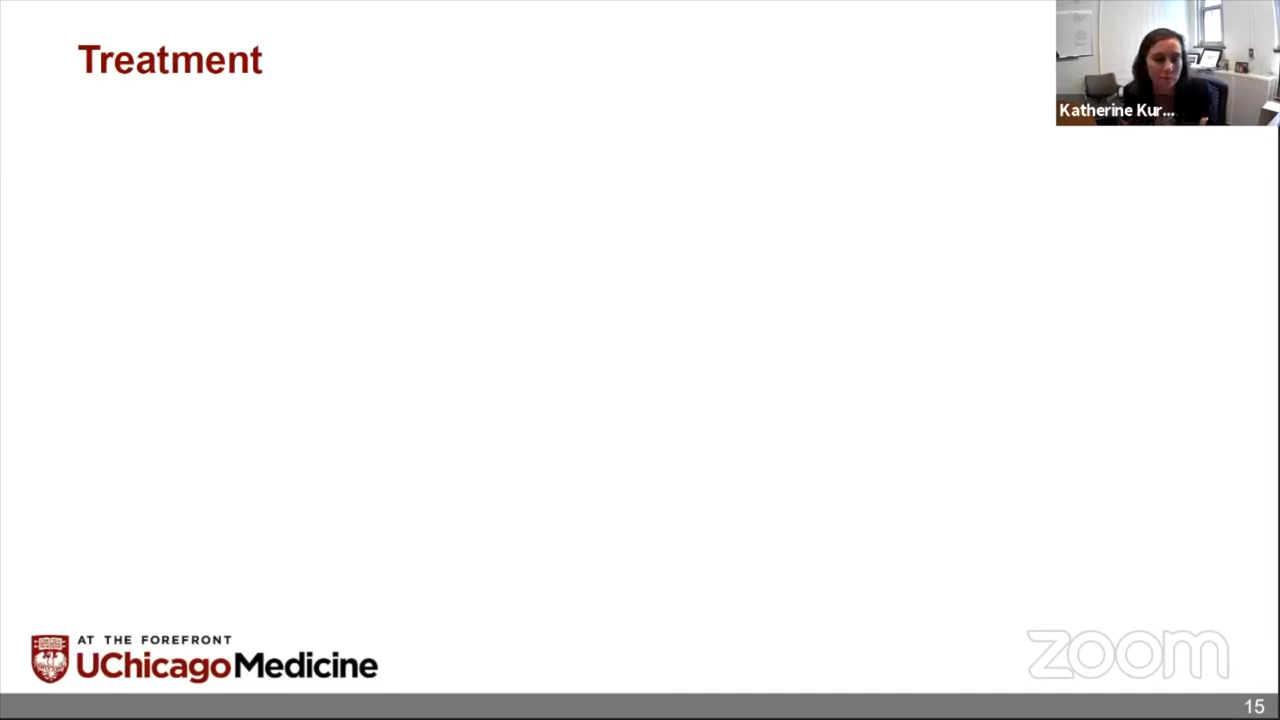 Treatment
Katherine Kur...
AT THE FOREFRONT
UChicagoMedicine
zoom
15